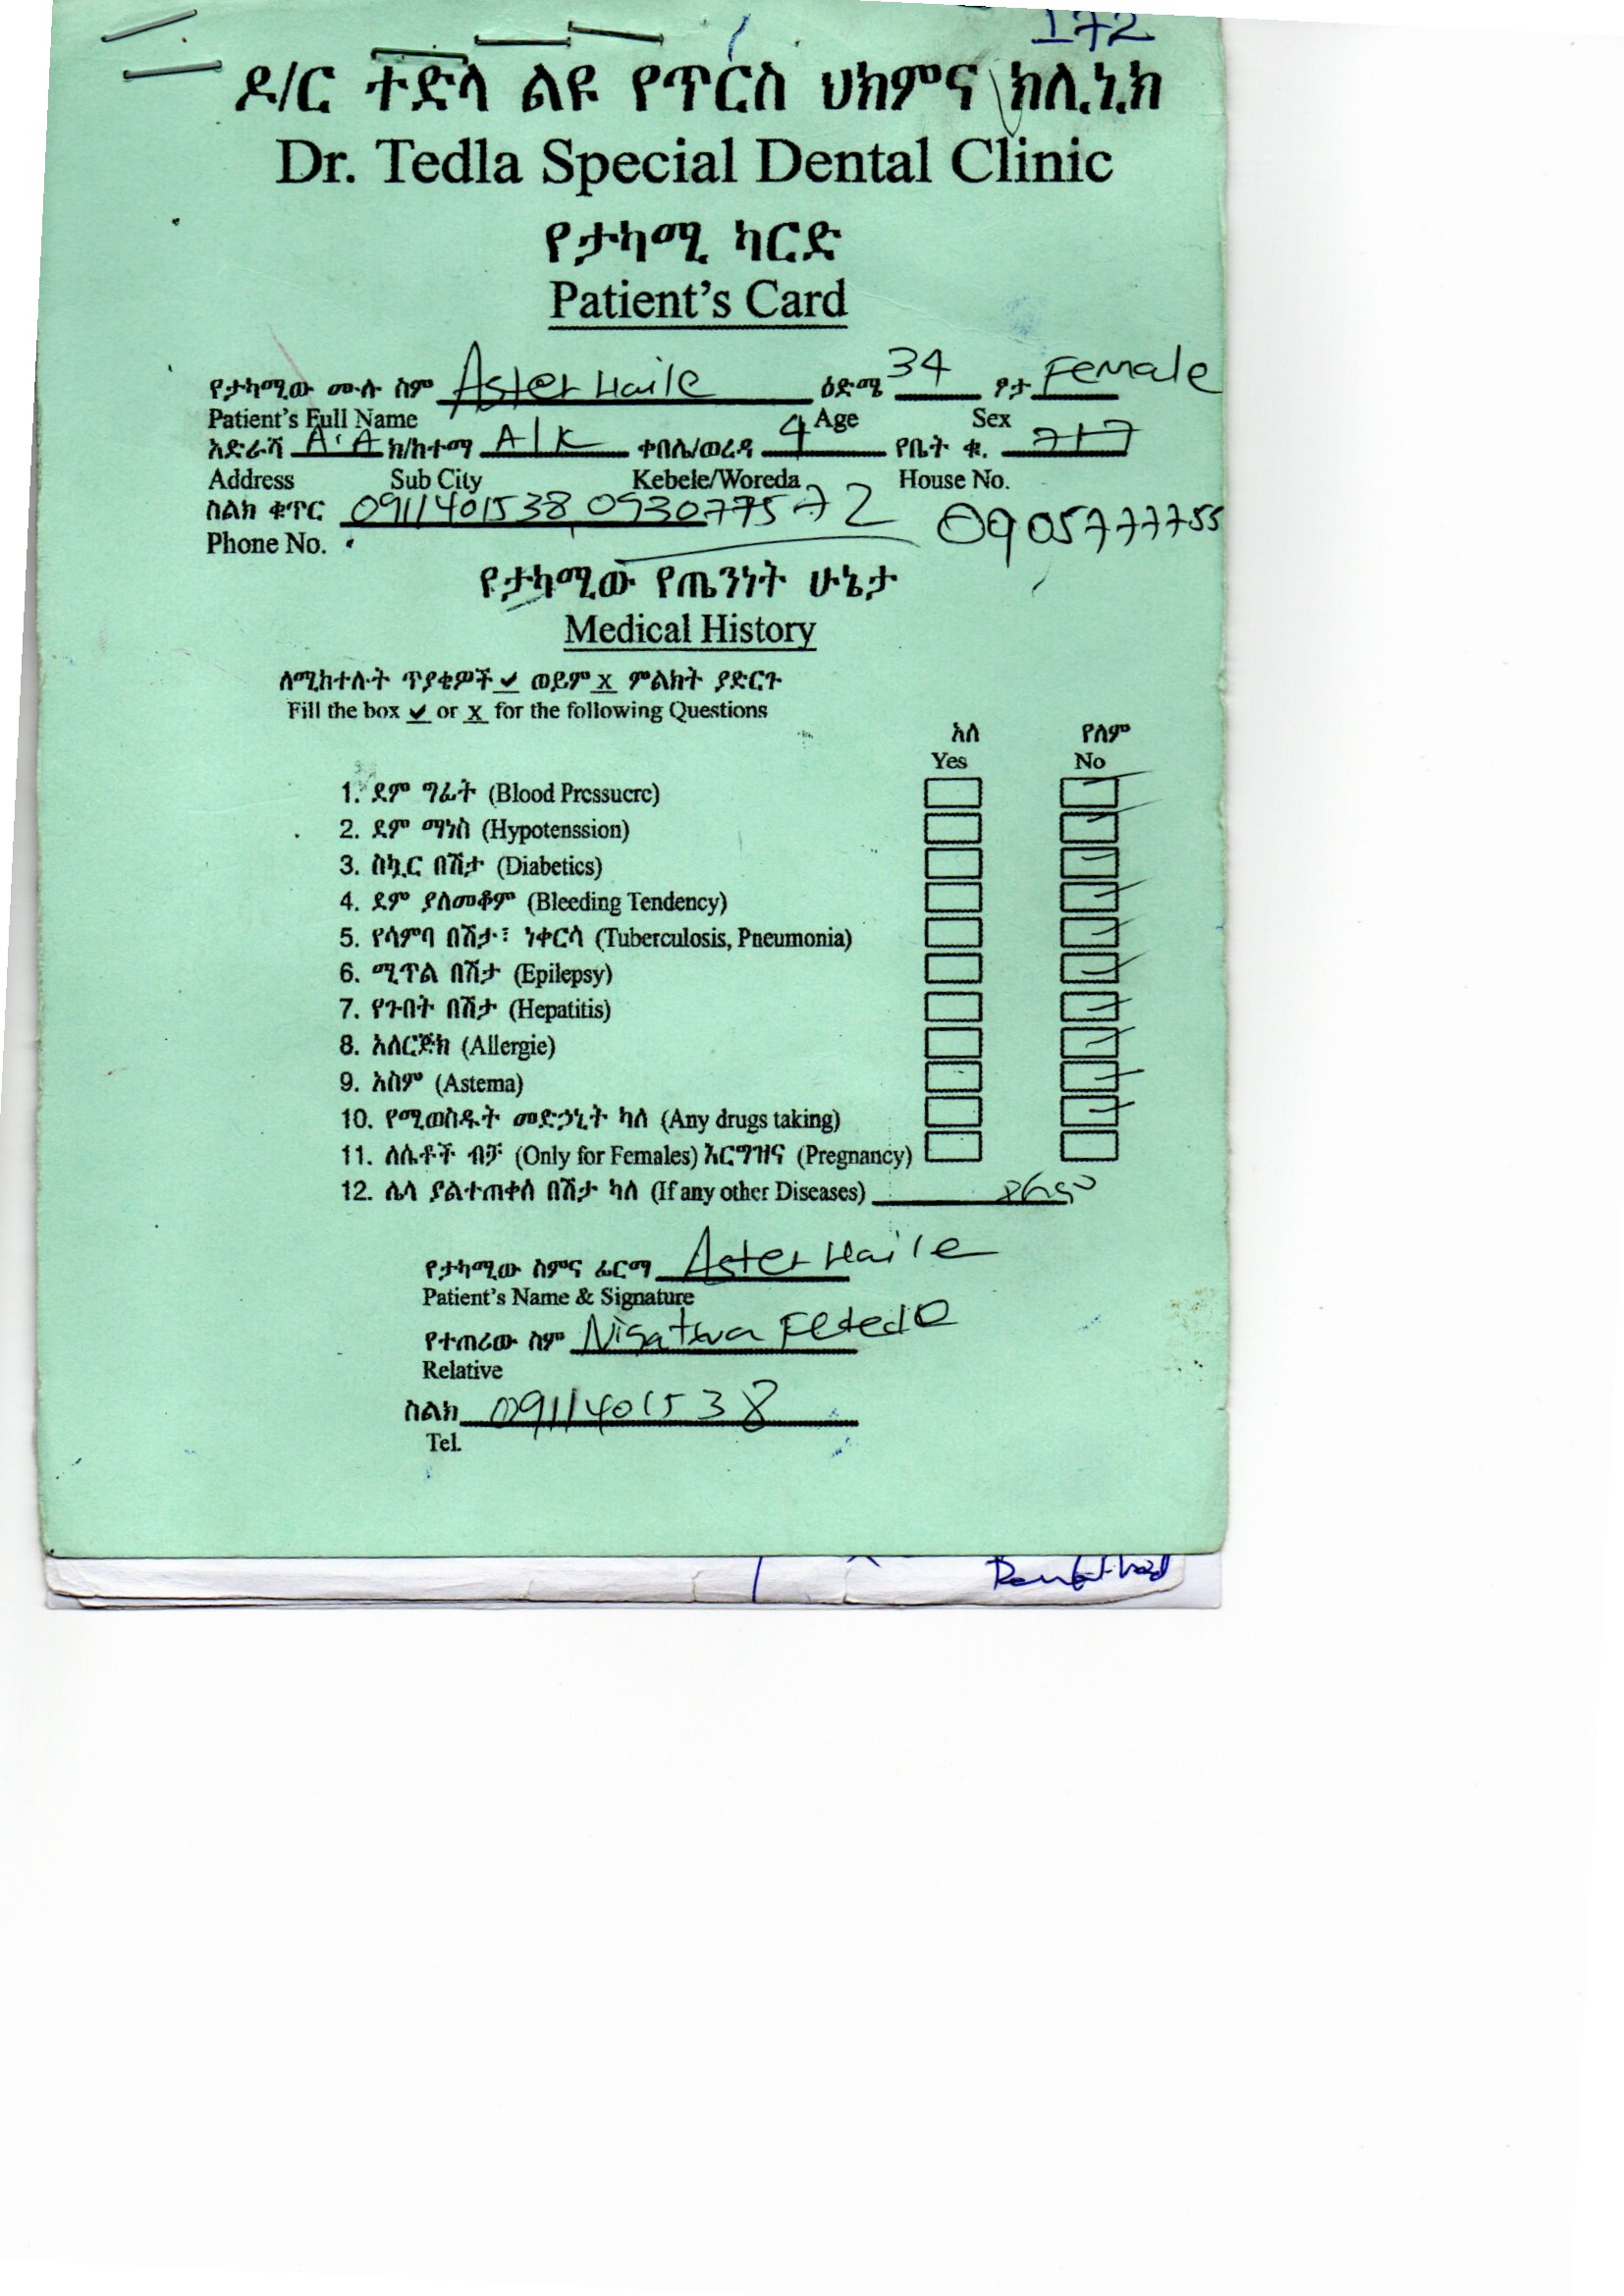 172
ዶ/ር ተድላ ልዩ የጥርስ ህክምና ክሊኒክ
Dr. Tedla Special Dental Clinic
የታካሚ ካርድ
Patient's Card
የታካሚው ሙሉ ስም Aster Haile ዕድሜ 34 ፆታ Female
Patient's Full Name Age Sex
አድራሻ A.A ክ/ከተማ A/K ቀበሌ/ወረዳ 9 የቤት ቁ. 717
Address Sub City Kebele/Woreda House No.
ስልክ ቁጥር 0911401538 0930777572 0905777755
Phone No.
የታካሚው የጤንነት ሁኔታ
Medical History
ለሚከተሉት ጥያቄዎች ✔ ወይም x ምልክት ያድርጉ
Fill the box ✔ or x for the following Questions
አለ የለም
Yes No
1. ደም ግፊት (Blood Pressuere)
2. ደም ማነስ (Hypotenssion)
3. ስኳር በሽታ (Diabetics)
4. ደም ያለመቆም (Bleeding Tendency)
5. የሳምባ በሽታ፣ ነቀርሳ (Tuberculosis, Pneumonia)
6. ሚጥል በሽታ (Epilepsy)
7. የጉበት በሽታ (Hepatitis)
8. አለርጅክ (Allergie)
9. አስም (Astema)
10. የሚወስዱት መድኃኒት ካለ (Any drugs taking)
11. ለሴቶች ብቻ (Only for Females) እርግዝና (Pregnancy)
12. ሌላ ያልተጠቀሰ በሽታ ካለ (If any other Diseases)
የታካሚው ስምና ፊርማ Aster Haile
Patient's Name & Signature
የተጠሪው ስም
Relative
ስልክ 0911401538
Tel.